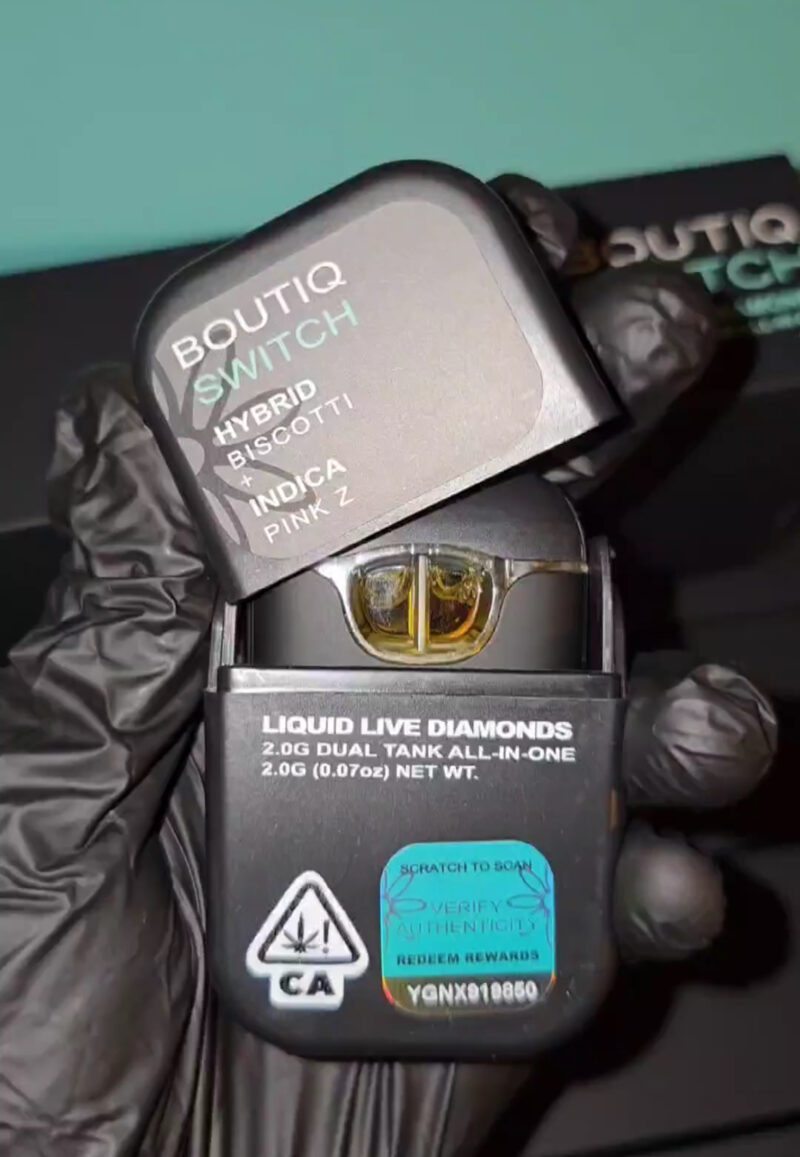 BOUTIQ
SWITCH
HYBRID
BISCOTTI
+
INDICA
PINK Z
OUTIQ
TCH
LIQUID LIVE DIAMONDS
2.0G DUAL TANK ALL-IN-ONE
2.0G (0.07oz) NET WT.
SCRATCH TO SCAN
VERIFY
AUTHENTICITY
REDEEM REWARDS
YGNX919850
!
CA